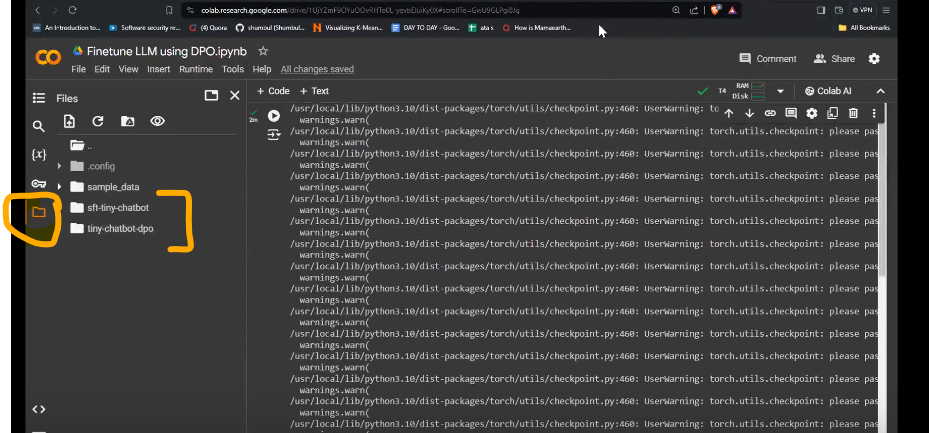 colab.research.google.com/drive/1UjYZmF9OYuOOvRHTo0L-yevbEIuiKy0X#scrollTo=GwU9GLPgi8Jq
VPN
An Introduction to... Software security re... (4) Quora shumbul (Shumbul... Visualizing K-Mean... DAY TO DAY - Goo... ata s How is Mamaearth... All Bookmarks
Finetune LLM using DPO.ipynb
File Edit View Insert Runtime Tools Help All changes saved
Comment Share
Files
+ Code + Text
T4 RAM Disk Colab AI
..
.config
sample_data
sft-tiny-chatbot
tiny-chatbot-dpo
{x}
<>
2m
/usr/local/lib/python3.10/dist-packages/torch/utils/checkpoint.py:460: UserWarning: to
warnings.warn(
/usr/local/lib/python3.10/dist-packages/torch/utils/checkpoint.py:460: UserWarning: torch.utils.checkpoint: please pas
warnings.warn(
/usr/local/lib/python3.10/dist-packages/torch/utils/checkpoint.py:460: UserWarning: torch.utils.checkpoint: please pas
warnings.warn(
/usr/local/lib/python3.10/dist-packages/torch/utils/checkpoint.py:460: UserWarning: torch.utils.checkpoint: please pas
warnings.warn(
/usr/local/lib/python3.10/dist-packages/torch/utils/checkpoint.py:460: UserWarning: torch.utils.checkpoint: please pas
warnings.warn(
/usr/local/lib/python3.10/dist-packages/torch/utils/checkpoint.py:460: UserWarning: torch.utils.checkpoint: please pas
warnings.warn(
/usr/local/lib/python3.10/dist-packages/torch/utils/checkpoint.py:460: UserWarning: torch.utils.checkpoint: please pas
warnings.warn(
/usr/local/lib/python3.10/dist-packages/torch/utils/checkpoint.py:460: UserWarning: torch.utils.checkpoint: please pas
warnings.warn(
/usr/local/lib/python3.10/dist-packages/torch/utils/checkpoint.py:460: UserWarning: torch.utils.checkpoint: please pas
warnings.warn(
/usr/local/lib/python3.10/dist-packages/torch/utils/checkpoint.py:460: UserWarning: torch.utils.checkpoint: please pas
warnings.warn(
/usr/local/lib/python3.10/dist-packages/torch/utils/checkpoint.py:460: UserWarning: torch.utils.checkpoint: please pas
warnings.warn(
/usr/local/lib/python3.10/dist-packages/torch/utils/checkpoint.py:460: UserWarning: torch.utils.checkpoint: please pas
warnings.warn(
/usr/local/lib/python3.10/dist-packages/torch/utils/checkpoint.py:460: UserWarning: torch.utils.checkpoint: please pas
warnings.warn(
/usr/local/lib/python3.10/dist-packages/torch/utils/checkpoint.py:460: UserWarning: torch.utils.checkpoint: please pas
warnings.warn(
/usr/local/lib/python3.10/dist-packages/torch/utils/checkpoint.py:460: UserWarning: torch.utils.checkpoint: please pas